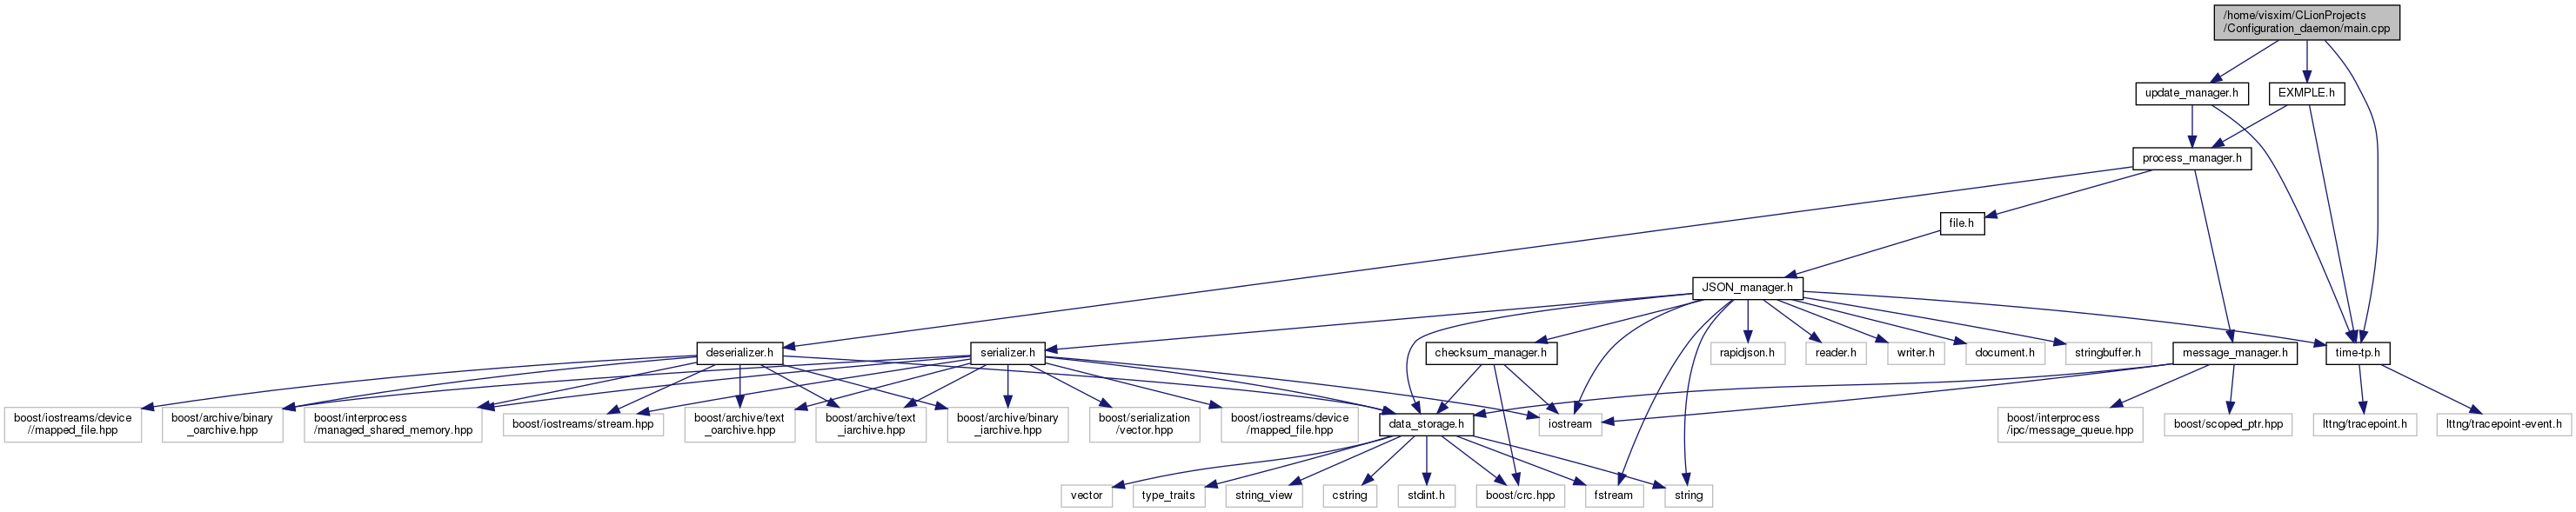 /home/visxim/CLionProjects
/Configuration_daemon/main.cpp
update_manager.h
EXMPLE.h
process_manager.h
file.h
JSON_manager.h
deserializer.h
serializer.h
checksum_manager.h
rapidjson.h
reader.h
writer.h
document.h
stringbuffer.h
message_manager.h
time-tp.h
boost/iostreams/device
//mapped_file.hpp
boost/archive/binary
_oarchive.hpp
boost/interprocess
/managed_shared_memory.hpp
boost/iostreams/stream.hpp
boost/archive/text
_oarchive.hpp
boost/archive/text
_iarchive.hpp
boost/archive/binary
_iarchive.hpp
boost/serialization
/vector.hpp
boost/iostreams/device
/mapped_file.hpp
data_storage.h
iostream
boost/interprocess
/ipc/message_queue.hpp
boost/scoped_ptr.hpp
lttng/tracepoint.h
lttng/tracepoint-event.h
vector
type_traits
string_view
cstring
stdint.h
boost/crc.hpp
fstream
string